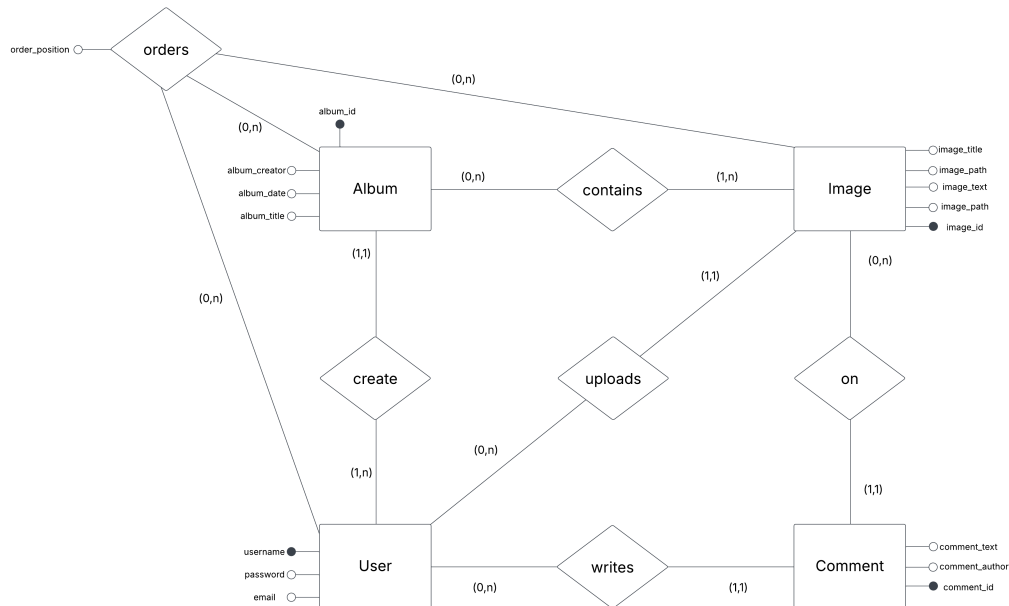 orders
order_position
(0,n)
(0,n)
album_id
album_creator
album_date
album_title
Album
(0,n)
contains
(1,n)
Image
image_title
image_path
image_text
image_path
image_id
(1,1)
(0,n)
(1,1)
(0,n)
create
uploads
on
(0,n)
(1,n)
(1,1)
username
password
email
User
(0,n)
writes
(1,1)
Comment
comment_text
comment_author
comment_id